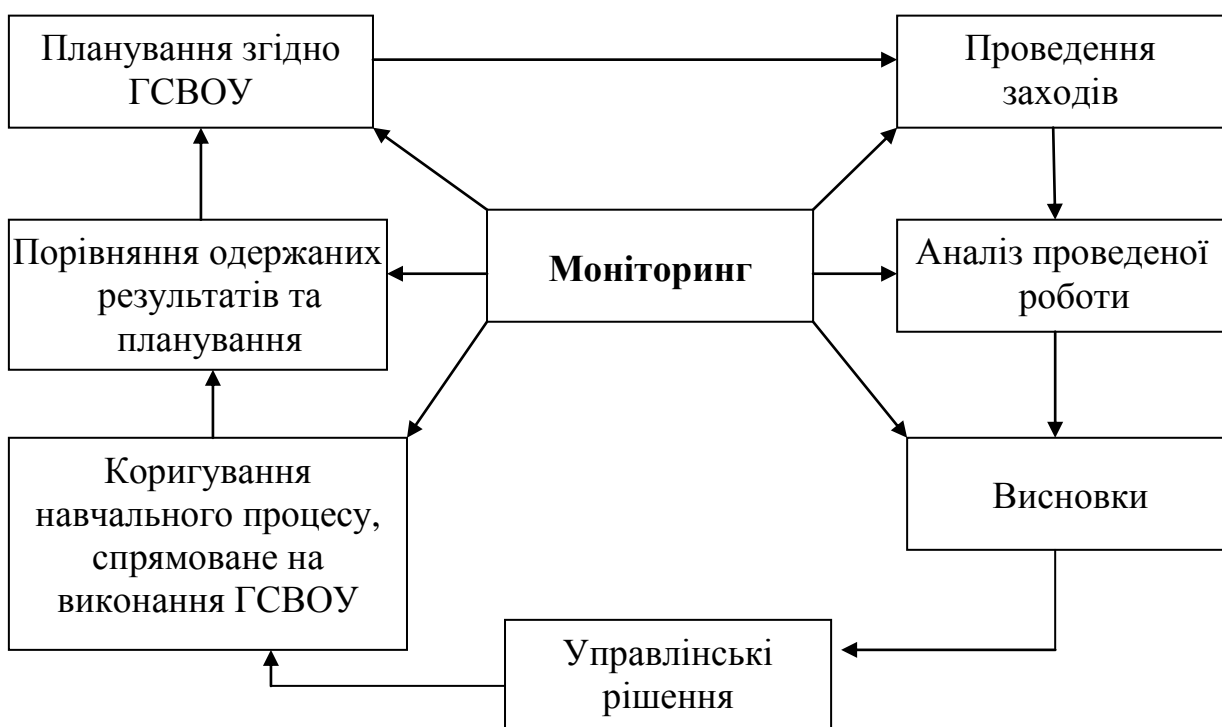 Планування згідно
ГСВОУ
Проведення
заходів
Порівняння одержаних
результатів та
планування
Моніторинг
Аналіз проведеної
роботи
Коригування
навчального процесу,
спрямоване на
виконання ГСВОУ
Висновки
Управлінські
рішення